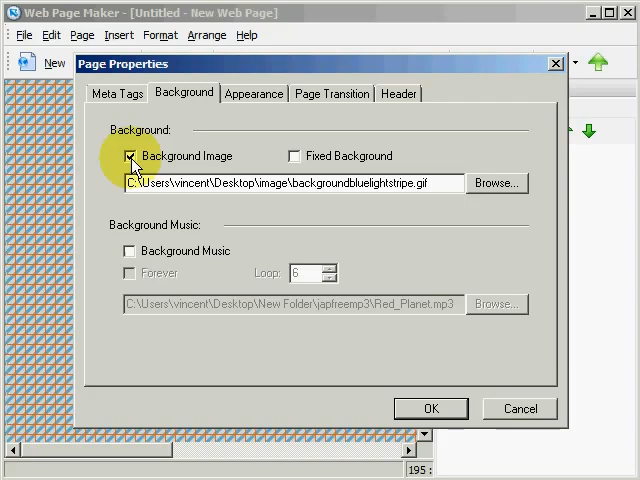 Web Page Maker - [Untitled - New Web Page]
File Edit Page Insert Format Arrange Help
New
Page Properties
Meta Tags Background Appearance Page Transition Header
Background:
Background Image Fixed Background
C:\Users\vincent\Desktop\image\backgroundbluelightstripe.gif Browse...
Background Music:
Background Music
Forever Loop: 6
C:\Users\vincent\Desktop\New Folder\japfreemp3\Red_Planet.mp3 Browse...
OK Cancel
195 :